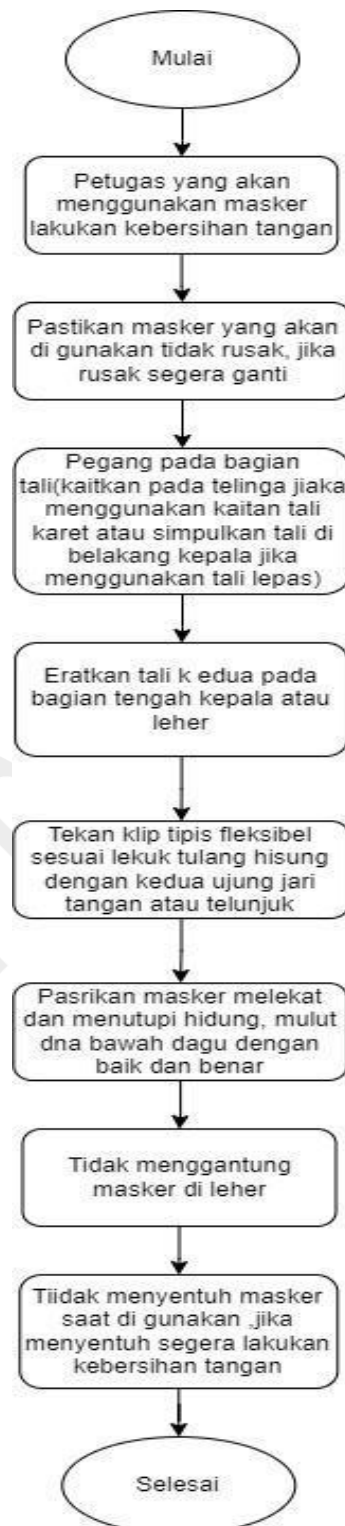 Mulai
Petugas yang akan
menggunakan masker
lakukan kebersihan tangan
Pastikan masker yang akan
di gunakan tidak rusak, jika
rusak segera ganti
Pegang pada bagian
tali(kaitkan pada telinga jiaka
menggunakan kaitan tali
karet atau simpulkan tali di
belakang kepala jika
menggunakan tali lepas)
Eratkan tali k edua pada
bagian tengah kepala atau
leher
Tekan klip tipis fleksibel
sesuai lekuk tulang hisung
dengan kedua ujung jari
tangan atau telunjuk
Pasrikan masker melekat
dan menutupi hidung, mulut
dna bawah dagu dengan
baik dan benar
Tidak menggantung
masker di leher
Tiidak menyentuh masker
saat di gunakan ,jika
menyentuh segera lakukan
kebersihan tangan
Selesai